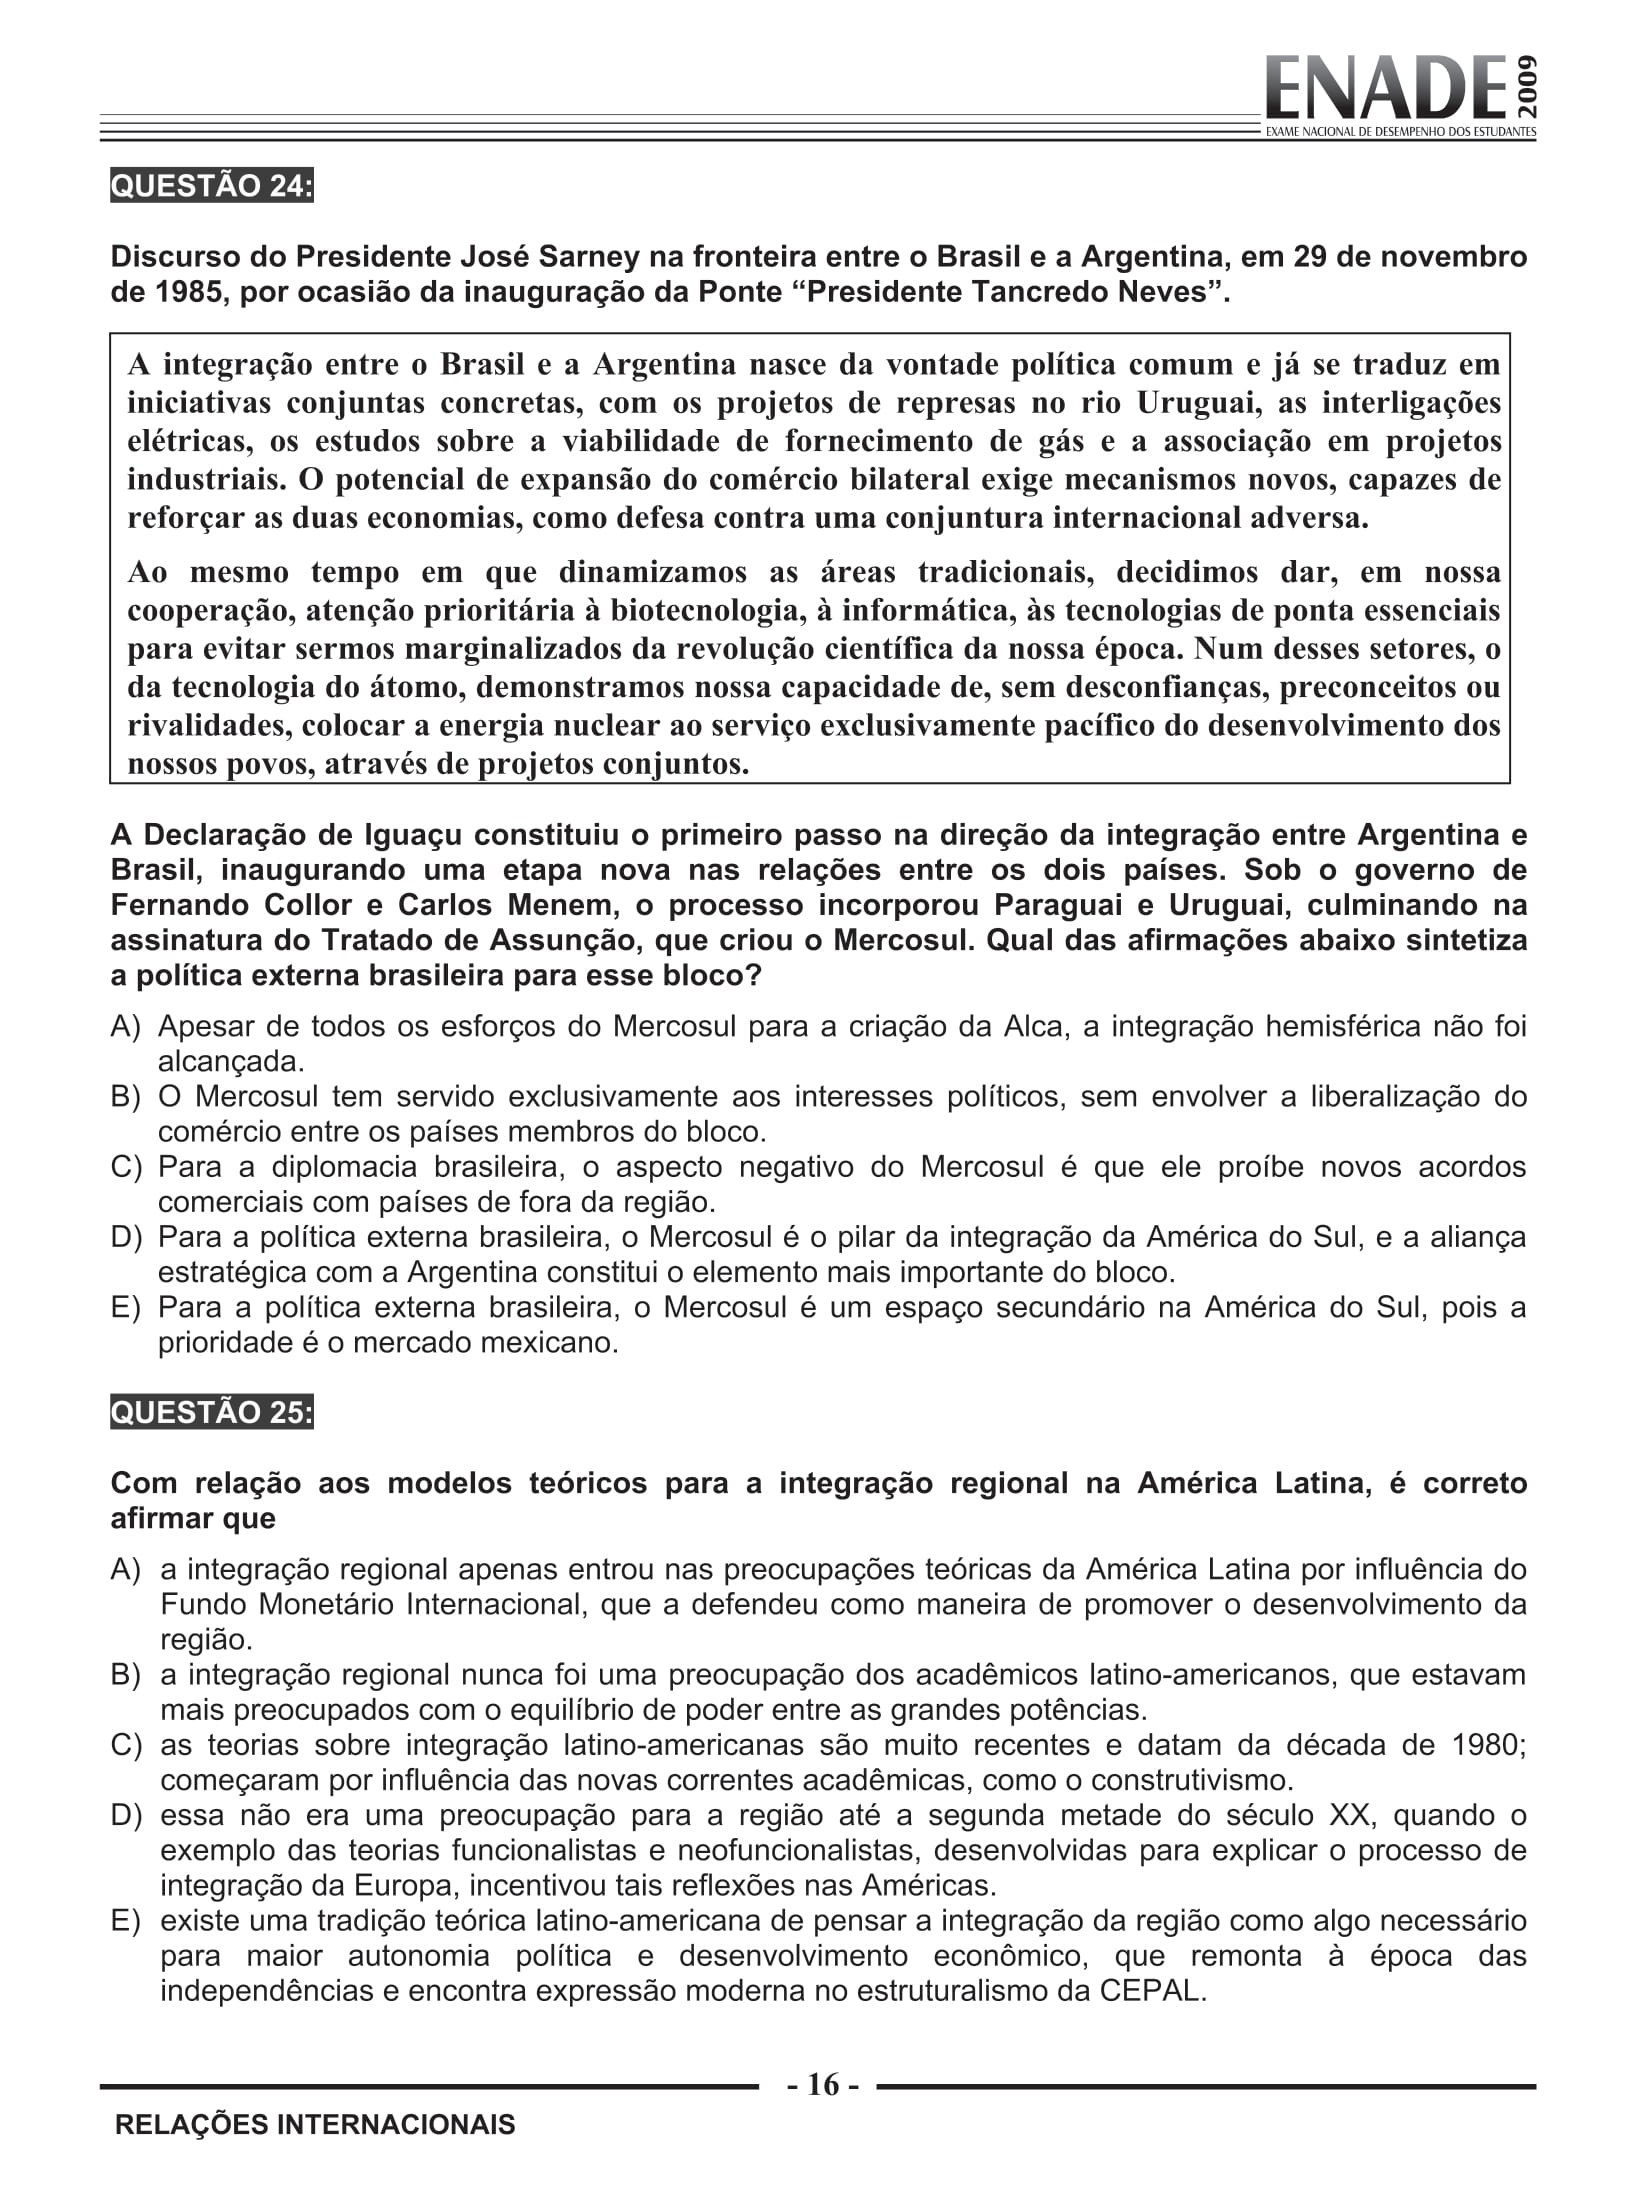 ENADE 2009
EXAME NACIONAL DE DESEMPENHO DOS ESTUDANTES
QUESTÃO 24:
Discurso do Presidente José Sarney na fronteira entre o Brasil e a Argentina, em 29 de novembro
de 1985, por ocasião da inauguração da Ponte “Presidente Tancredo Neves”.
A integração entre o Brasil e a Argentina nasce da vontade política comum e já se traduz em
iniciativas conjuntas concretas, com os projetos de represas no rio Uruguai, as interligações
elétricas, os estudos sobre a viabilidade de fornecimento de gás e a associação em projetos
industriais. O potencial de expansão do comércio bilateral exige mecanismos novos, capazes de
reforçar as duas economias, como defesa contra uma conjuntura internacional adversa.
Ao mesmo tempo em que dinamizamos as áreas tradicionais, decidimos dar, em nossa
cooperação, atenção prioritária à biotecnologia, à informática, às tecnologias de ponta essenciais
para evitar sermos marginalizados da revolução científica da nossa época. Num desses setores, o
da tecnologia do átomo, demonstramos nossa capacidade de, sem desconfianças, preconceitos ou
rivalidades, colocar a energia nuclear ao serviço exclusivamente pacífico do desenvolvimento dos
nossos povos, através de projetos conjuntos.
A Declaração de Iguaçu constituiu o primeiro passo na direção da integração entre Argentina e
Brasil, inaugurando uma etapa nova nas relações entre os dois países. Sob o governo de
Fernando Collor e Carlos Menem, o processo incorporou Paraguai e Uruguai, culminando na
assinatura do Tratado de Assunção, que criou o Mercosul. Qual das afirmações abaixo sintetiza
a política externa brasileira para esse bloco?
A) Apesar de todos os esforços do Mercosul para a criação da Alca, a integração hemisférica não foi
alcançada.
B) O Mercosul tem servido exclusivamente aos interesses políticos, sem envolver a liberalização do
comércio entre os países membros do bloco.
C) Para a diplomacia brasileira, o aspecto negativo do Mercosul é que ele proíbe novos acordos
comerciais com países de fora da região.
D) Para a política externa brasileira, o Mercosul é o pilar da integração da América do Sul, e a aliança
estratégica com a Argentina constitui o elemento mais importante do bloco.
E) Para a política externa brasileira, o Mercosul é um espaço secundário na América do Sul, pois a
prioridade é o mercado mexicano.
QUESTÃO 25:
Com relação aos modelos teóricos para a integração regional na América Latina, é correto
afirmar que
A) a integração regional apenas entrou nas preocupações teóricas da América Latina por influência do
Fundo Monetário Internacional, que a defendeu como maneira de promover o desenvolvimento da
região.
B) a integração regional nunca foi uma preocupação dos acadêmicos latino-americanos, que estavam
mais preocupados com o equilíbrio de poder entre as grandes potências.
C) as teorias sobre integração latino-americanas são muito recentes e datam da década de 1980;
começaram por influência das novas correntes acadêmicas, como o construtivismo.
D) essa não era uma preocupação para a região até a segunda metade do século XX, quando o
exemplo das teorias funcionalistas e neofuncionalistas, desenvolvidas para explicar o processo de
integração da Europa, incentivou tais reflexões nas Américas.
E) existe uma tradição teórica latino-americana de pensar a integração da região como algo necessário
para maior autonomia política e desenvolvimento econômico, que remonta à época das
independências e encontra expressão moderna no estruturalismo da CEPAL.
- 16 -
RELAÇÕES INTERNACIONAIS